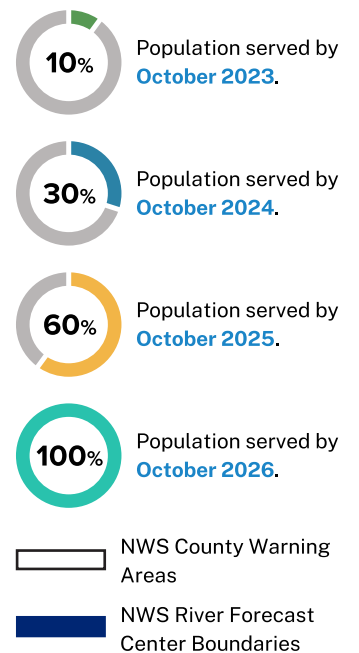 10%
Population served by
October 2023.
30%
Population served by
October 2024.
60%
Population served by
October 2025.
100%
Population served by
October 2026.
NWS County Warning
Areas
NWS River Forecast
Center Boundaries